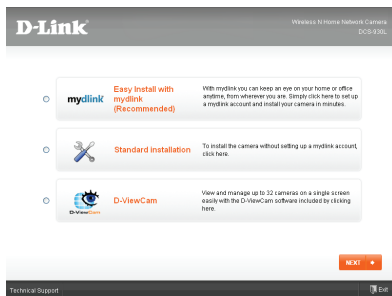 D-Link
Wireless N Home Network Camera
DCS-930L
mydlink
Easy Install with
mydlink
(Recommended)
With mydlink you can keep an eye on your home or office
anytime, from wherever you are. Simply click here to set up
a mydlink account and install your camera in minutes.
Standard installation
To install the camera without setting up a mydlink account,
click here.
D-ViewCam
D-ViewCam
View and manage up to 32 cameras on a single screen
easily with the D-ViewCam software included by clicking
here.
NEXT
Technical Support
Exit